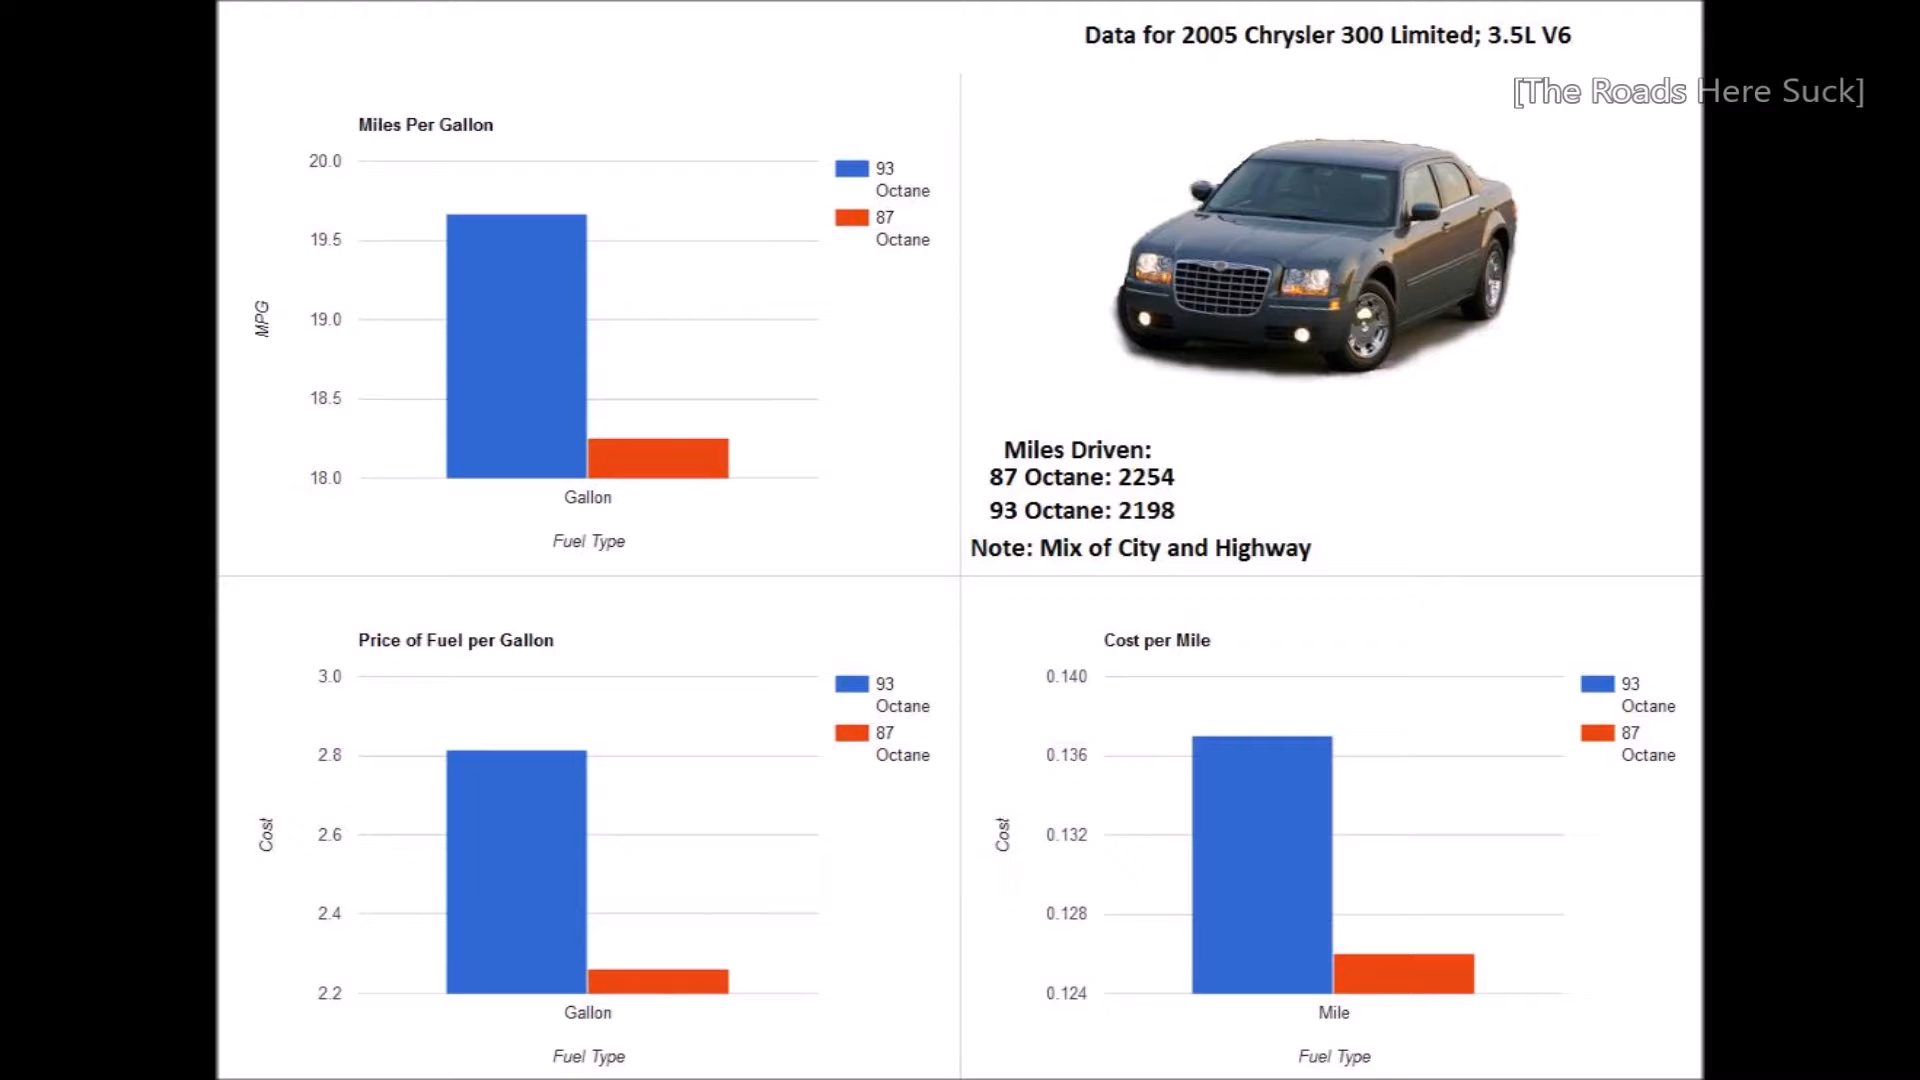 Data for 2005 Chrysler 300 Limited; 3.5L V6
[The Roads Here Suck]
Miles Per Gallon
20.0
19.5
19.0
18.5
18.0
MPG
Gallon
Fuel Type
93
Octane
87
Octane
Miles Driven:
87 Octane: 2254
93 Octane: 2198
Note: Mix of City and Highway
Price of Fuel per Gallon
3.0
2.8
2.6
2.4
2.2
Cost
Gallon
Fuel Type
93
Octane
87
Octane
Cost per Mile
0.140
0.136
0.132
0.128
0.124
Cost
Mile
Fuel Type
93
Octane
87
Octane